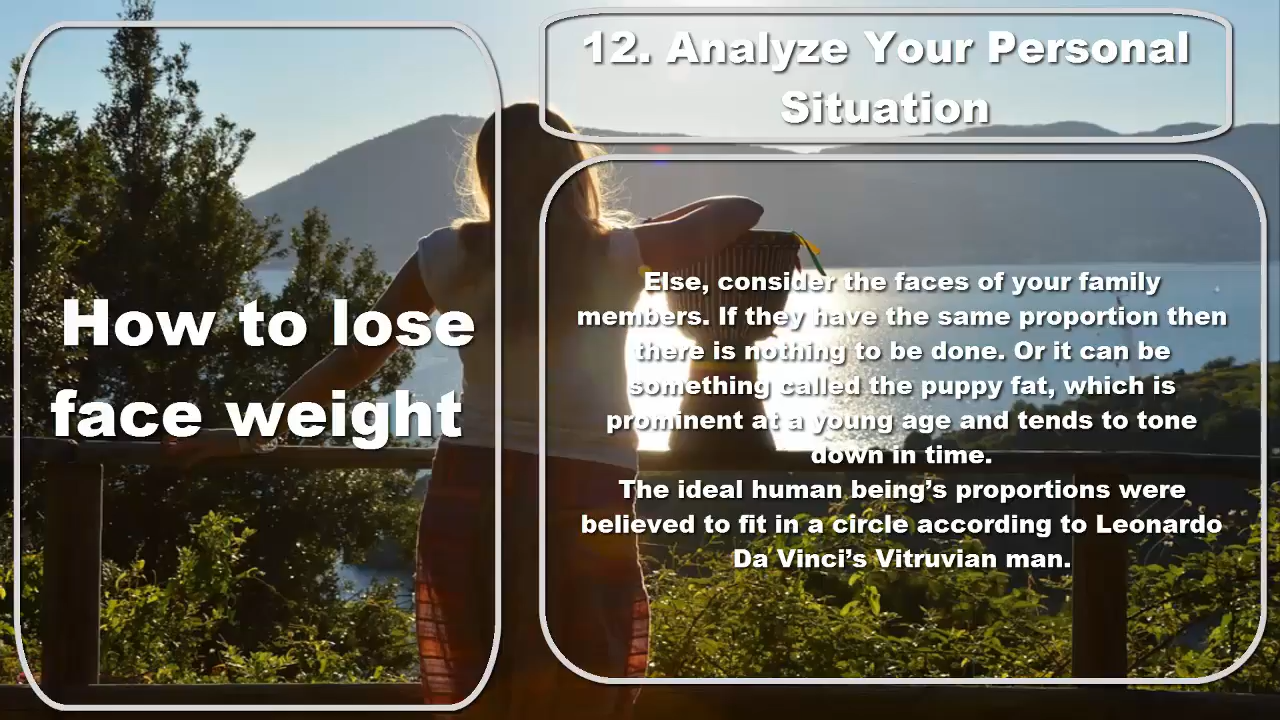 How to lose
face weight
12. Analyze Your Personal
Situation
Else, consider the faces of your family
members. If they have the same proportion then
there is nothing to be done. Or it can be
something called the puppy fat, which is
prominent at a young age and tends to tone
down in time.
The ideal human being’s proportions were
believed to fit in a circle according to Leonardo
Da Vinci’s Vitruvian man.